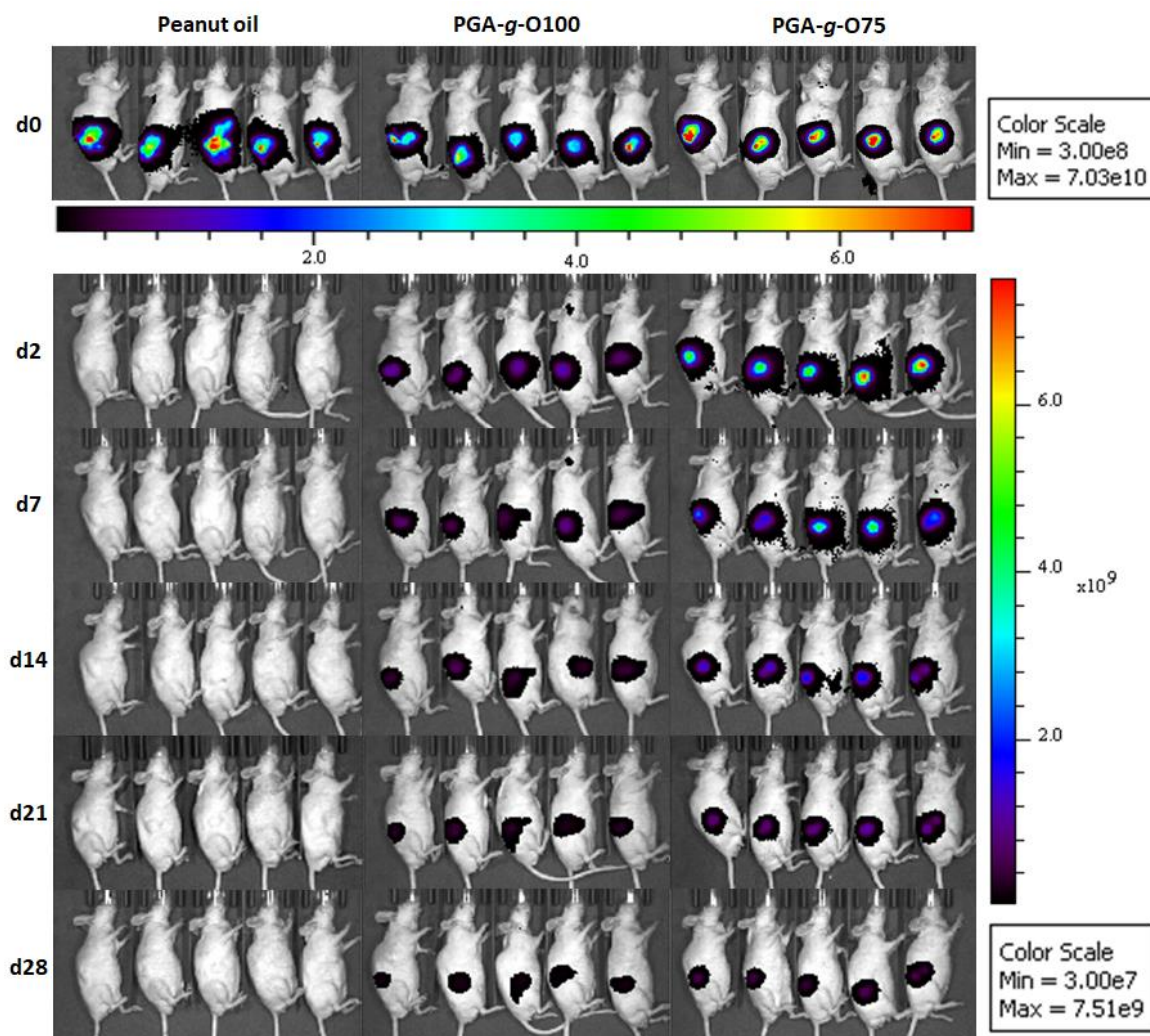 Peanut oil PGA-g-O100 PGA-g-O75
d0
Color Scale
Min = 3.00e8
Max = 7.03e10
2.0 4.0 6.0
d2
6.0
d7
4.0
x10⁹
d14
2.0
d21
d28
Color Scale
Min = 3.00e7
Max = 7.51e9